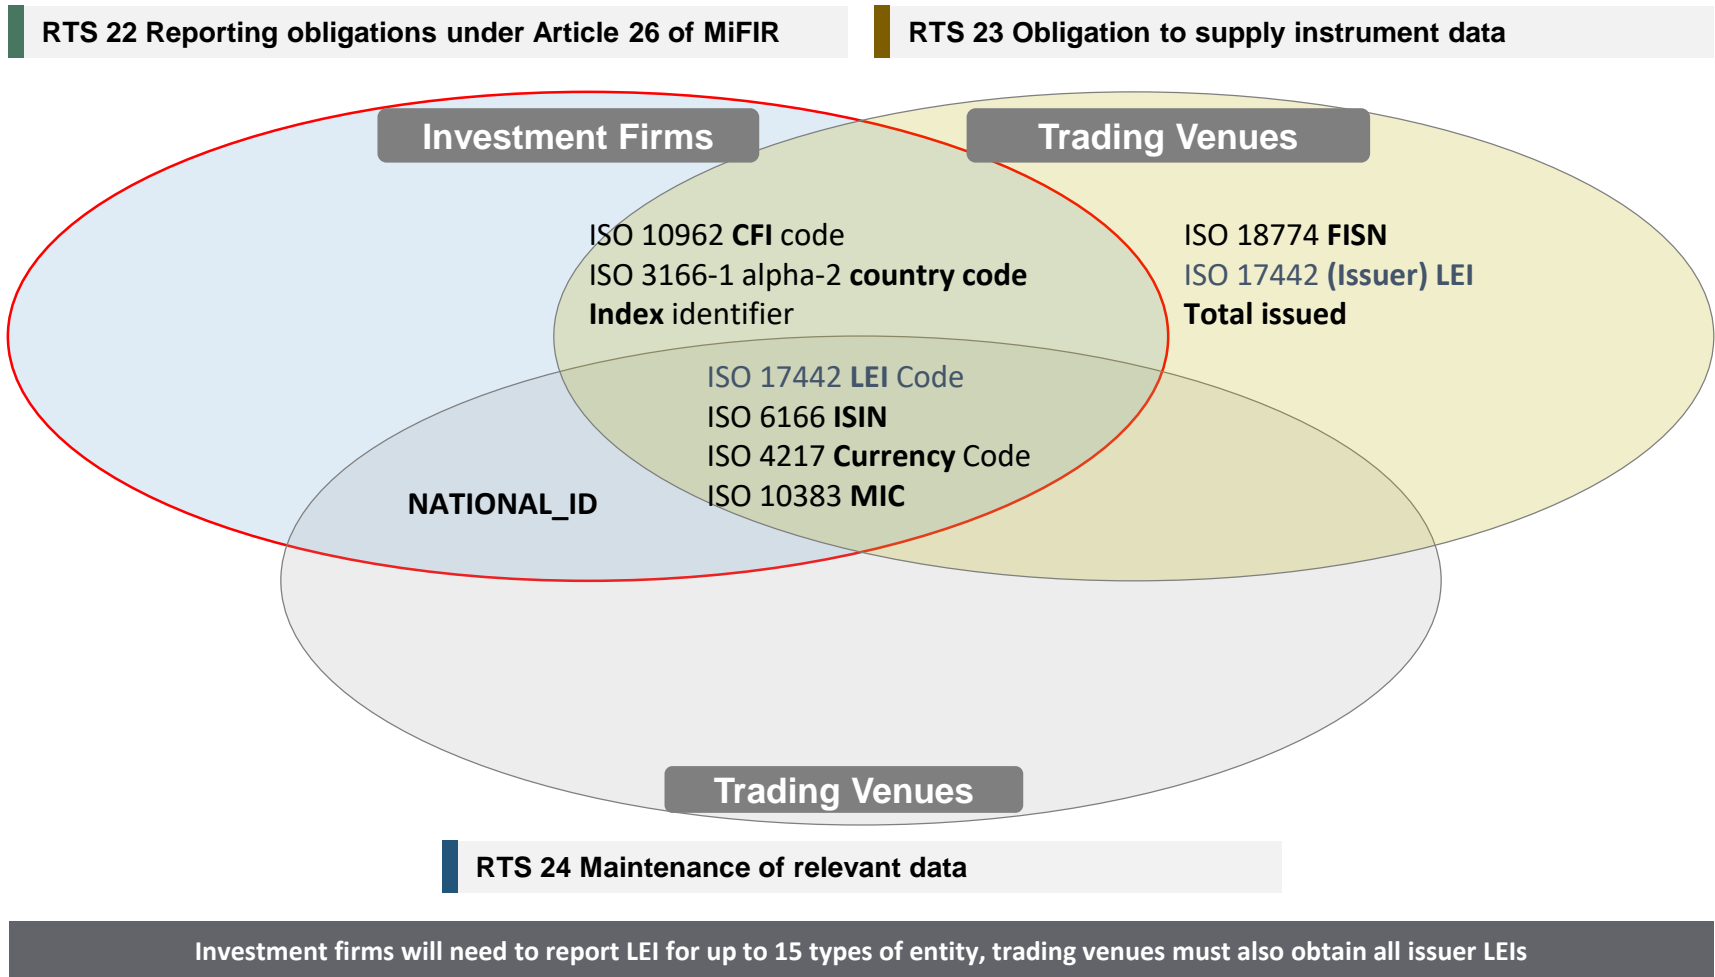 RTS 22 Reporting obligations under Article 26 of MiFIR
RTS 23 Obligation to supply instrument data
Investment Firms
Trading Venues
ISO 10962 CFI code
ISO 3166-1 alpha-2 country code
Index identifier
ISO 18774 FISN
ISO 17442 (Issuer) LEI
Total issued
ISO 17442 LEI Code
ISO 6166 ISIN
ISO 4217 Currency Code
ISO 10383 MIC
NATIONAL_ID
Trading Venues
RTS 24 Maintenance of relevant data
Investment firms will need to report LEI for up to 15 types of entity, trading venues must also obtain all issuer LEIs